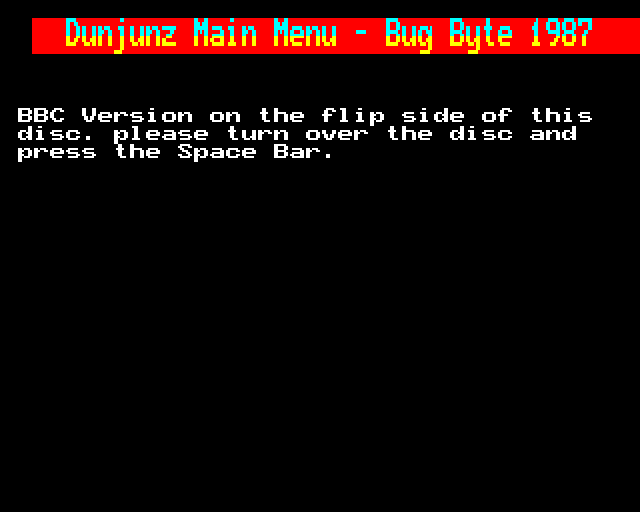 Dunjunz Main Menu - Bug Byte 1987
BBC Version on the flip side of this
disc. please turn over the disc and
press the Space Bar.